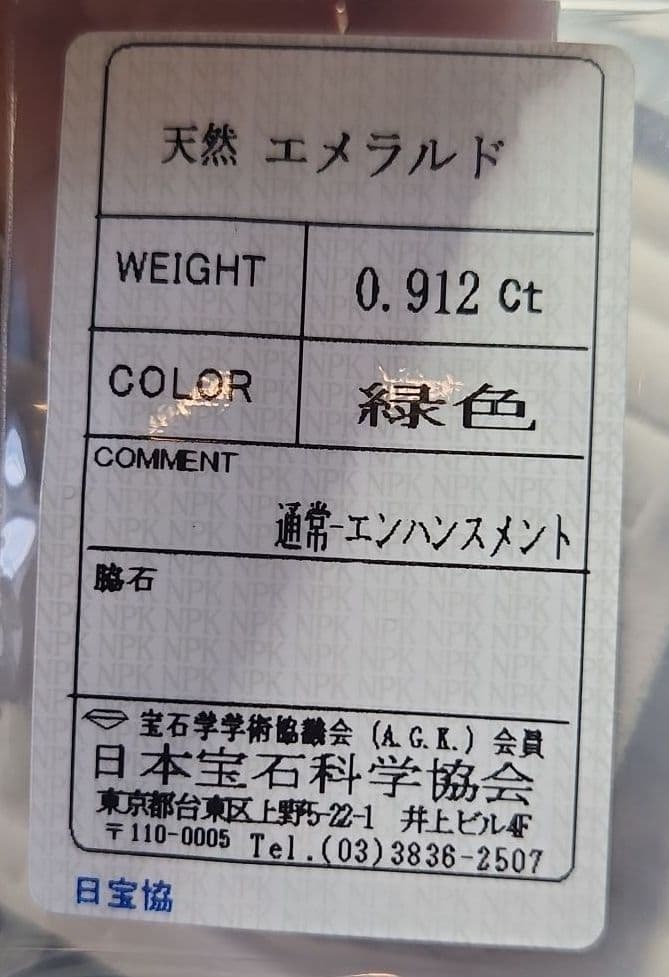 天然 エメラルド
WEIGHT 0.912 Ct
COLOR 緑色
COMMENT
通常-エンハンスメント
脇石
宝石学学術協議会 (A.G.K.) 会員
日本宝石科学協会
東京都台東区上野5-22-1 井上ビル4F
〒110-0005 Tel.(03)3836-2507
日宝協